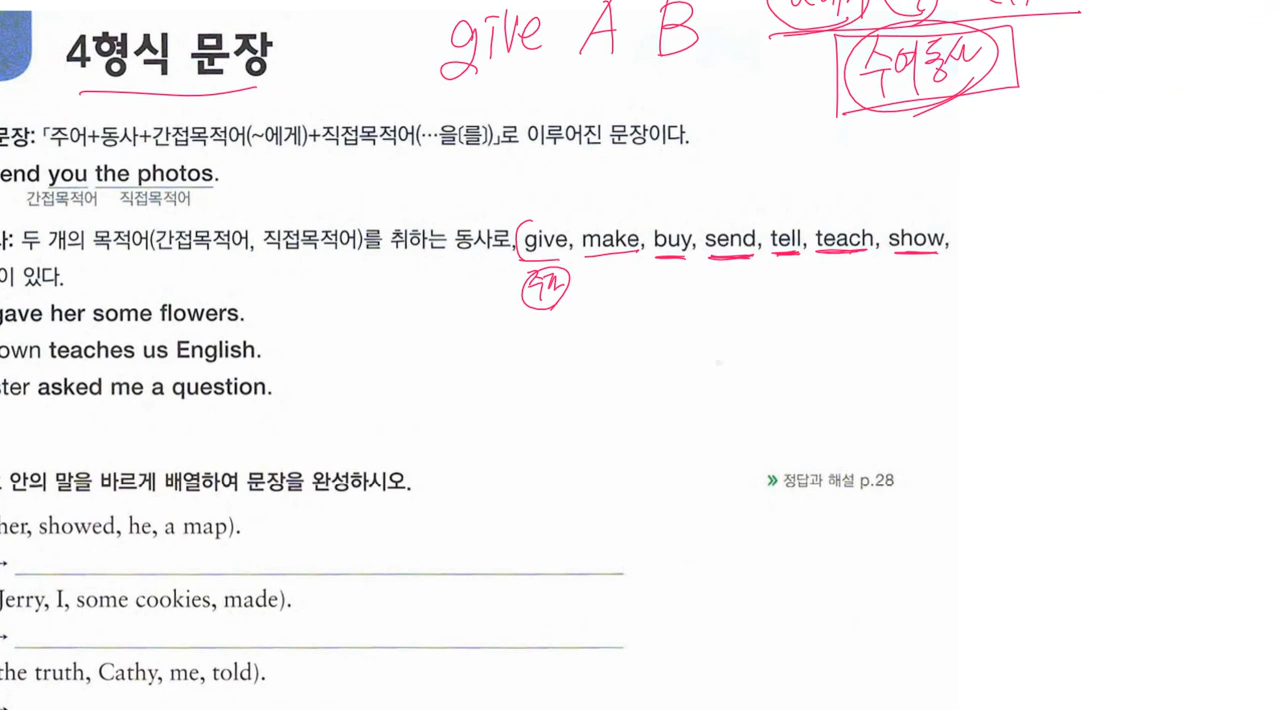 give A B
4형식 문장
수여동사
문장: 「주어+동사+간접목적어(~에게)+직접목적어(…을(를))」로 이루어진 문장이다.
end you the photos.
간접목적어 직접목적어
사: 두 개의 목적어(간접목적어, 직접목적어)를 취하는 동사로, give, make, buy, send, tell, teach, show,
이 있다.
주다
gave her some flowers.
own teaches us English.
ster asked me a question.
안의 말을 바르게 배열하여 문장을 완성하시오.
» 정답과 해설 p.28
her, showed, he, a map).
→
Jerry, I, some cookies, made).
→
the truth, Cathy, me, told).
→